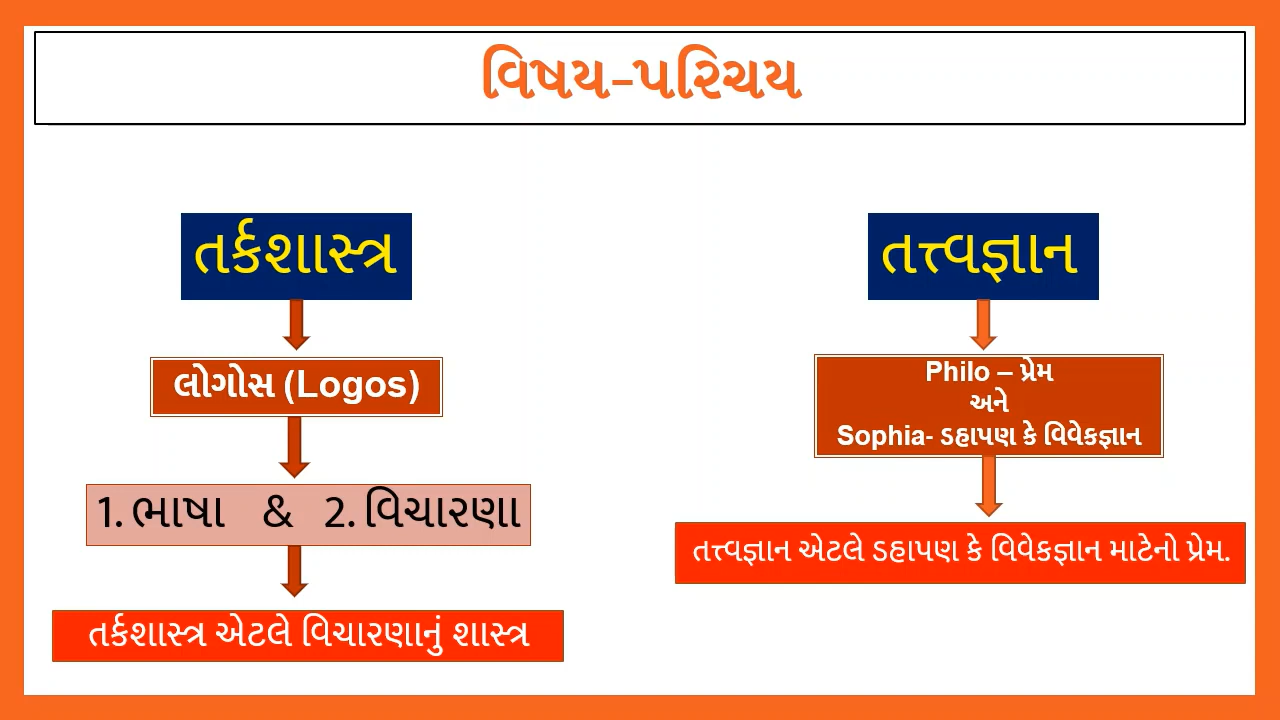 વિષય-પરિચય
તર્કશાસ્ત્ર
લોગોસ (Logos)
1. ભાષા & 2. વિચારણા
તર્કશાસ્ત્ર એટલે વિચારણાનું શાસ્ત્ર
તત્ત્વજ્ઞાન
Philo – પ્રેમ
અને
Sophia- ડહાપણ કે વિવેકજ્ઞાન
તત્ત્વજ્ઞાન એટલે ડહાપણ કે વિવેકજ્ઞાન માટેનો પ્રેમ.